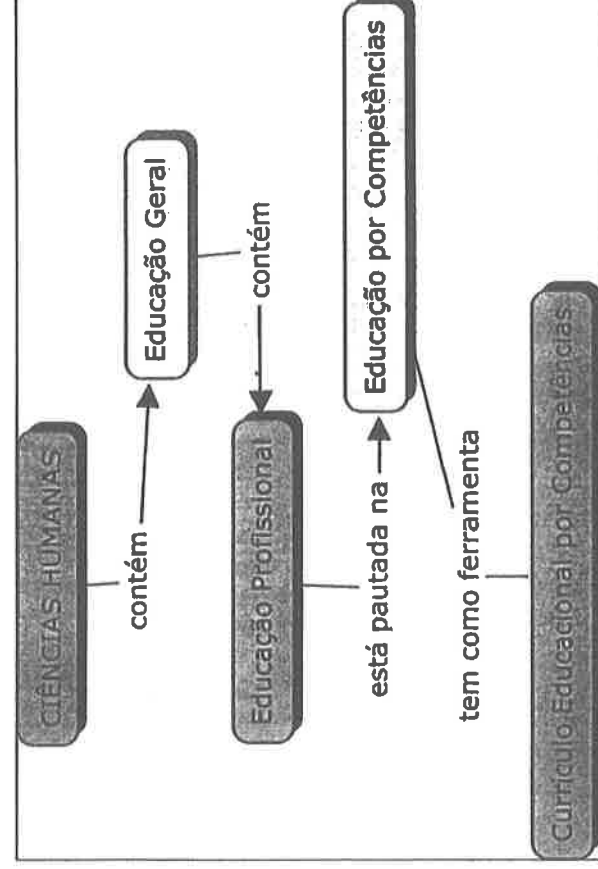 CIÊNCIAS HUMANAS
contém
Educação Geral
contém
Educação Profissional
está pautada na
Educação por Competências
tem como ferramenta
Currículo Educacional por Competências